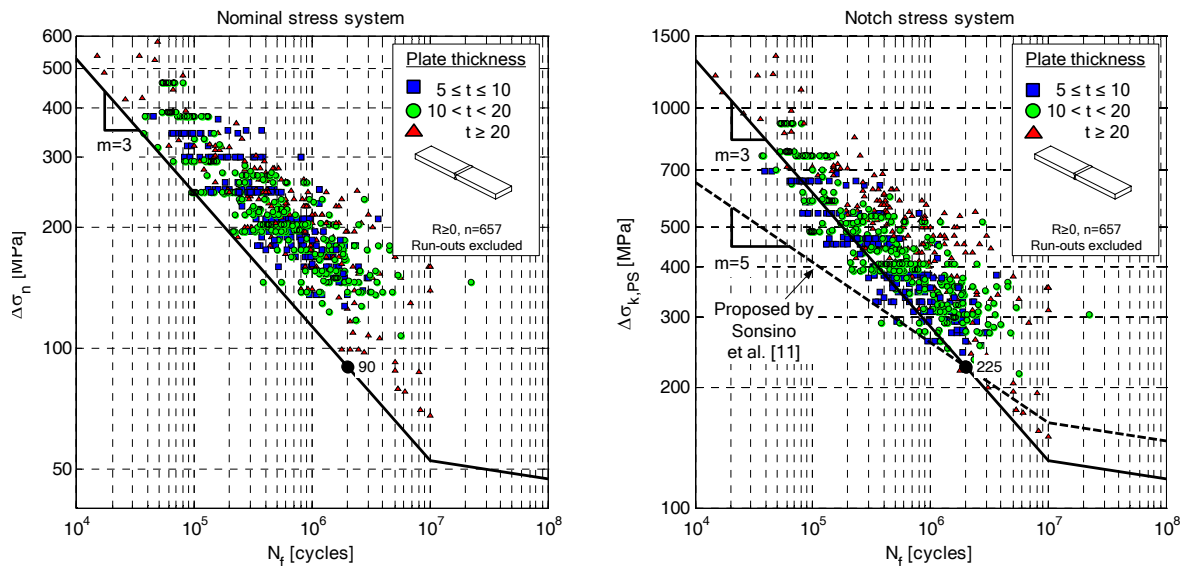 Nominal stress system
600
500
400
300
200
100
50
Δσn [MPa]
m=3
Plate thickness
5 ≤ t ≤ 10
10 < t < 20
t ≥ 20
R≥0, n=657
Run-outs excluded
90
10^4
10^5
10^6
10^7
10^8
Nf [cycles]
Notch stress system
1500
1000
700
500
400
300
200
100
Δσk,PS [MPa]
m=3
m=5
Plate thickness
5 ≤ t ≤ 10
10 < t < 20
t ≥ 20
R≥0, n=657
Run-outs excluded
Proposed by
Sonsino
et al. [11]
225
10^4
10^5
10^6
10^7
10^8
Nf [cycles]